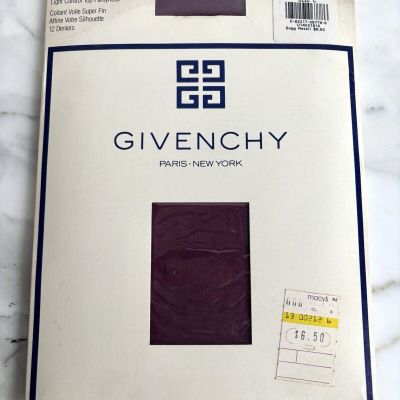 Light Control Top Pantyhose
Collant Voile Super Fin
Affine Votre Silhouette
12 Deniers
Sugg Retail $6.50
GIVENCHY
PARIS · NEW YORK
macy's
$6.50